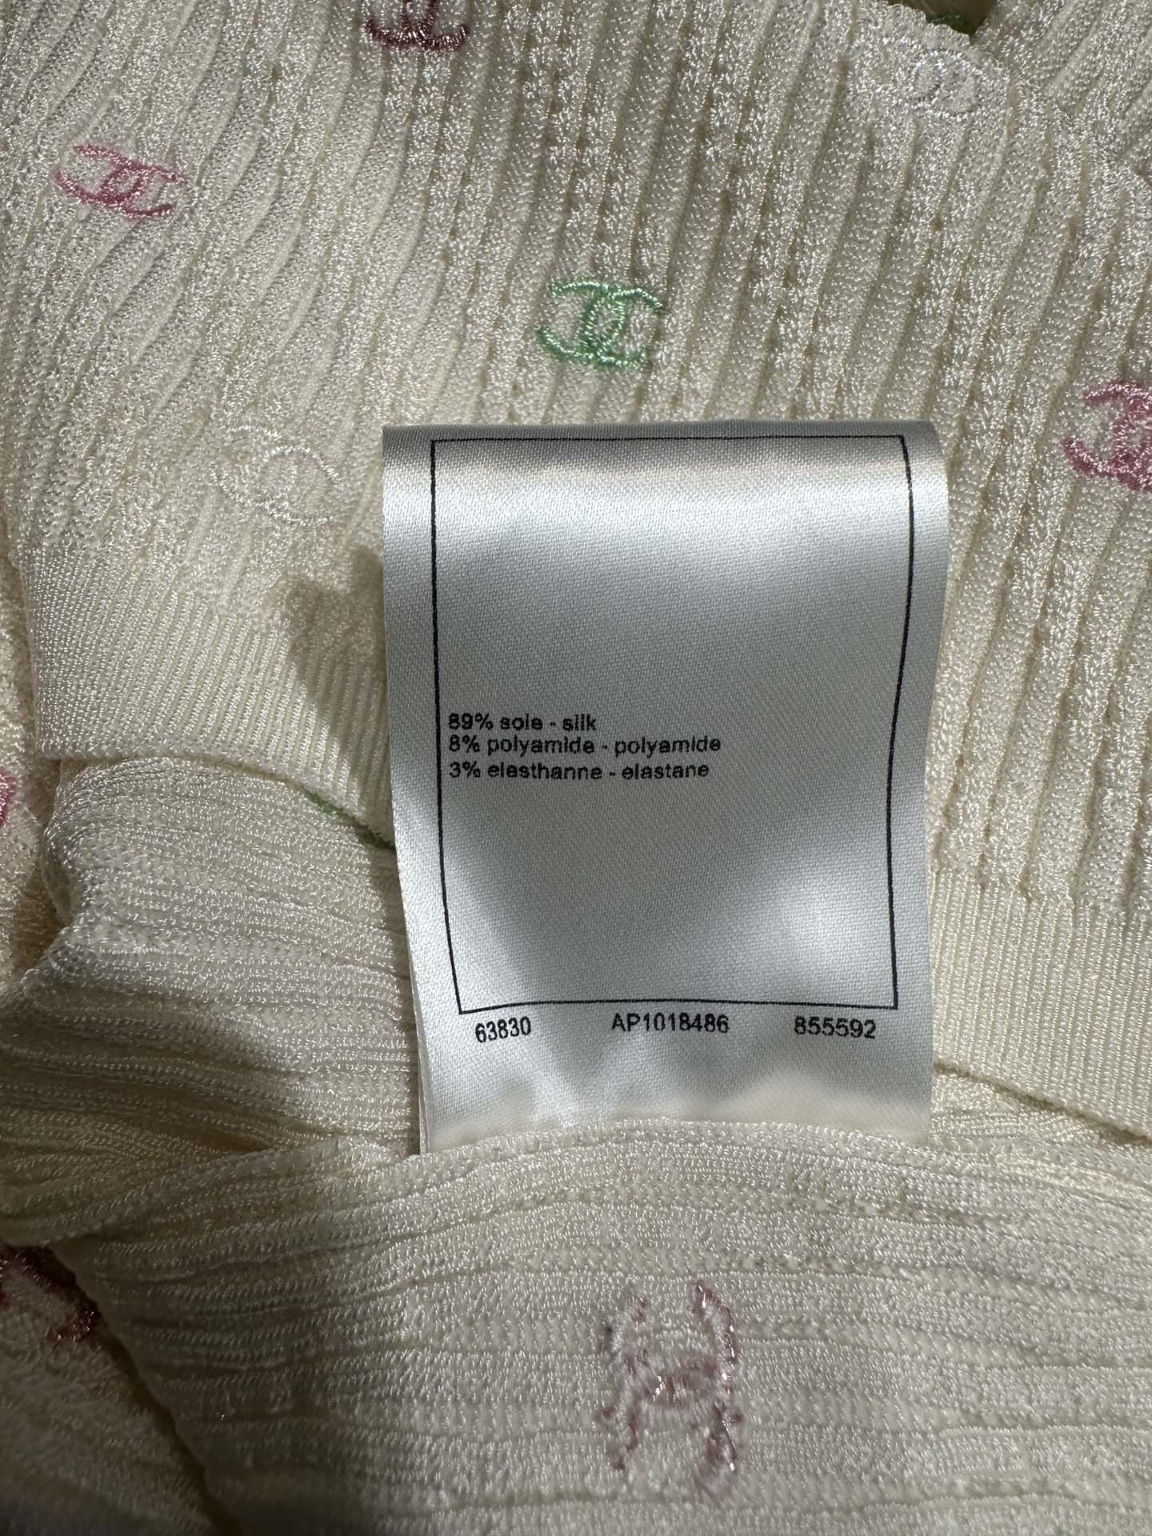 89% soie - silk
8% polyamide - polyamide
3% elasthanne - elastane
63830 AP1018486 855592